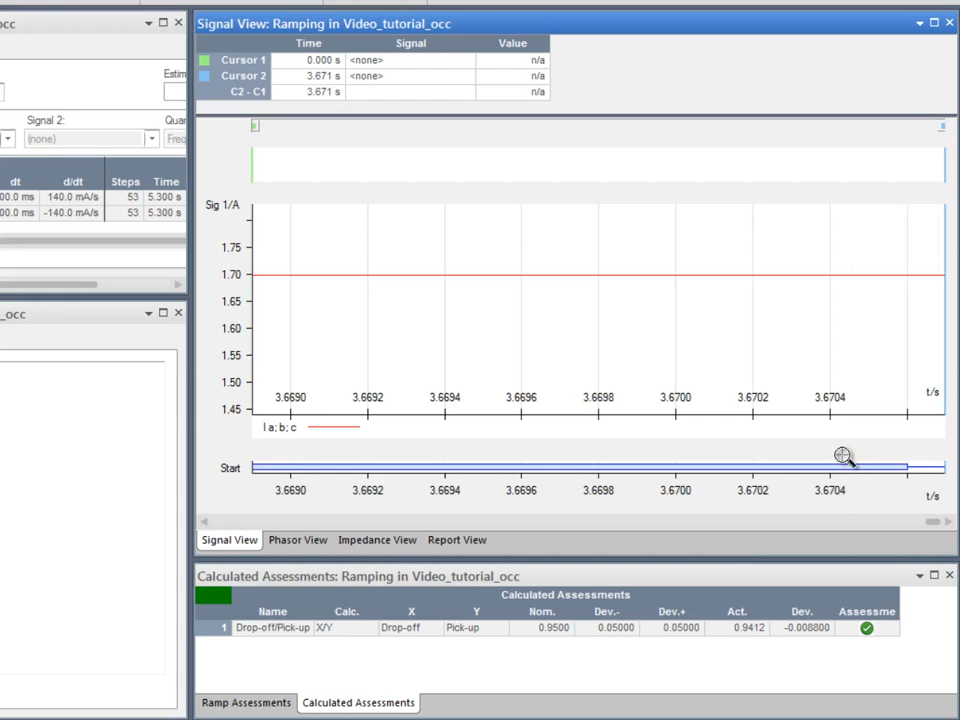 occ
Estim
Signal 2:
Quar
(none)
Freq
dt d/dt Steps Time
00.0 ms 140.0 mA/s 53 5.300 s
00.0 ms -140.0 mA/s 53 5.300 s
_occ
Signal View: Ramping in Video_tutorial_occ
Time Signal Value
Cursor 1 0.000 s <none> n/a
Cursor 2 3.671 s <none> n/a
C2 - C1 3.671 s n/a
Sig 1/A
1.75
1.70
1.65
1.60
1.55
1.50
1.45
3.6690 3.6692 3.6694 3.6696 3.6698 3.6700 3.6702 3.6704 t/s
I a; b; c
Start
3.6690 3.6692 3.6694 3.6696 3.6698 3.6700 3.6702 3.6704 t/s
Signal View Phasor View Impedance View Report View
Calculated Assessments: Ramping in Video_tutorial_occ
Calculated Assessments
Name Calc. X Y Nom. Dev.- Dev.+ Act. Dev. Assessme
1 Drop-off/Pick-up X/Y Drop-off Pick-up 0.9500 0.05000 0.05000 0.9412 -0.008800
Ramp Assessments Calculated Assessments